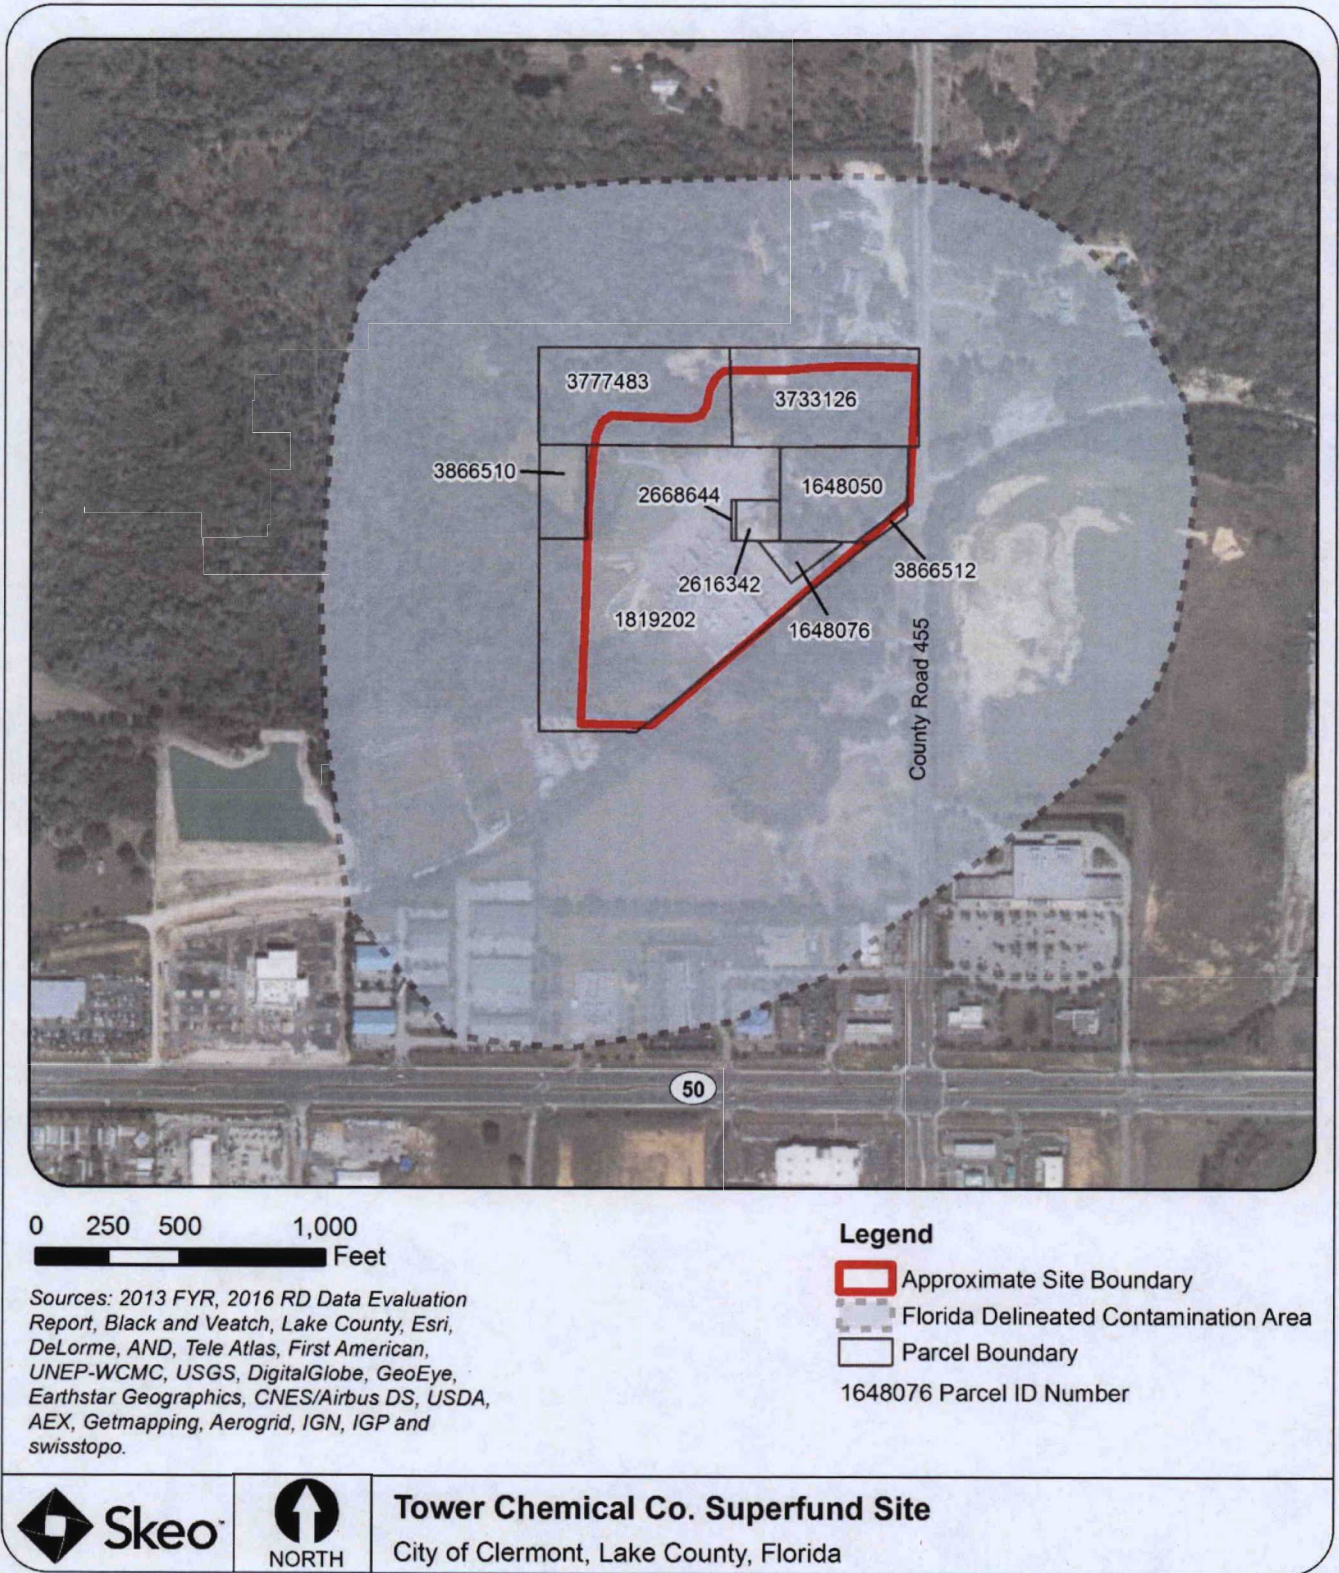 3777483
3733126
3866510
2668644
1648050
2616342
3866512
1819202
1648076
County Road 455
50
0 250 500 1,000
Feet
Sources: 2013 FYR, 2016 RD Data Evaluation
Report, Black and Veatch, Lake County, Esri,
DeLorme, AND, Tele Atlas, First American,
UNEP-WCMC, USGS, DigitalGlobe, GeoEye,
Earthstar Geographics, CNES/Airbus DS, USDA,
AEX, Getmapping, Aerogrid, IGN, IGP and
swisstopo.
Legend
Approximate Site Boundary
Florida Delineated Contamination Area
Parcel Boundary
1648076 Parcel ID Number
Skeo
NORTH
Tower Chemical Co. Superfund Site
City of Clermont, Lake County, Florida